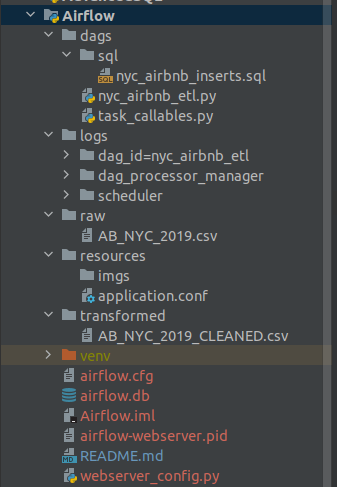 Airflow
dags
sql
nyc_airbnb_inserts.sql
nyc_airbnb_etl.py
task_callables.py
logs
dag_id=nyc_airbnb_etl
dag_processor_manager
scheduler
raw
AB_NYC_2019.csv
resources
imgs
application.conf
transformed
AB_NYC_2019_CLEANED.csv
venv
airflow.cfg
airflow.db
Airflow.iml
airflow-webserver.pid
README.md
webserver_config.py